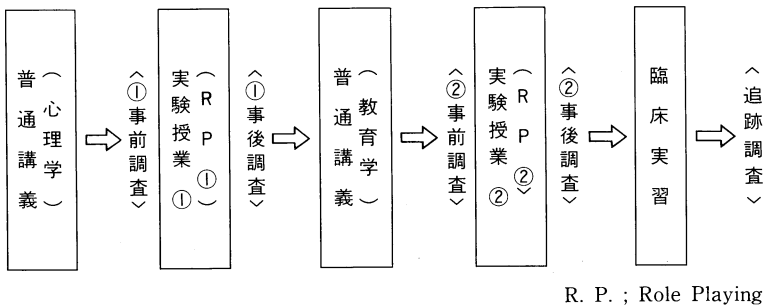 普通講義
（心理学）
〈①事前調査〉
実験授業①
（ＲＰ①）
〈①事後調査〉
普通講義
（教育学）
〈②事前調査〉
実験授業②
（ＲＰ②〉
〈②事後調査〉
臨床実習
〈追跡調査〉
R. P. ; Role Playing